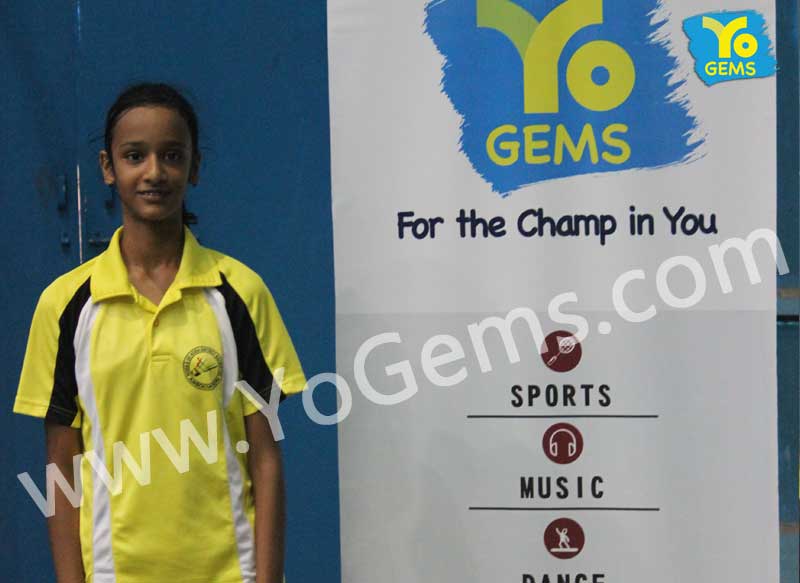 Yo
GEMS
Yo
GEMS
For the Champ in You
www.YoGems.com
SPORTS
MUSIC
DANCE